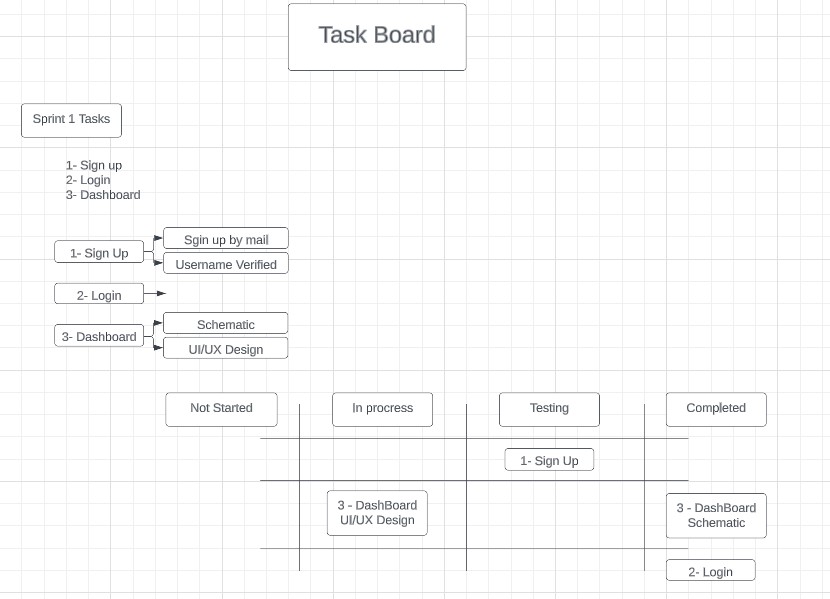 Task Board
Sprint 1 Tasks
1- Sign up
2- Login
3- Dashboard
1- Sign Up
Sgin up by mail
Username Verified
2- Login
3- Dashboard
Schematic
UI/UX Design
Not Started
In procress
Testing
Completed
1- Sign Up
3 - DashBoard
UI/UX Design
3 - DashBoard
Schematic
2- Login